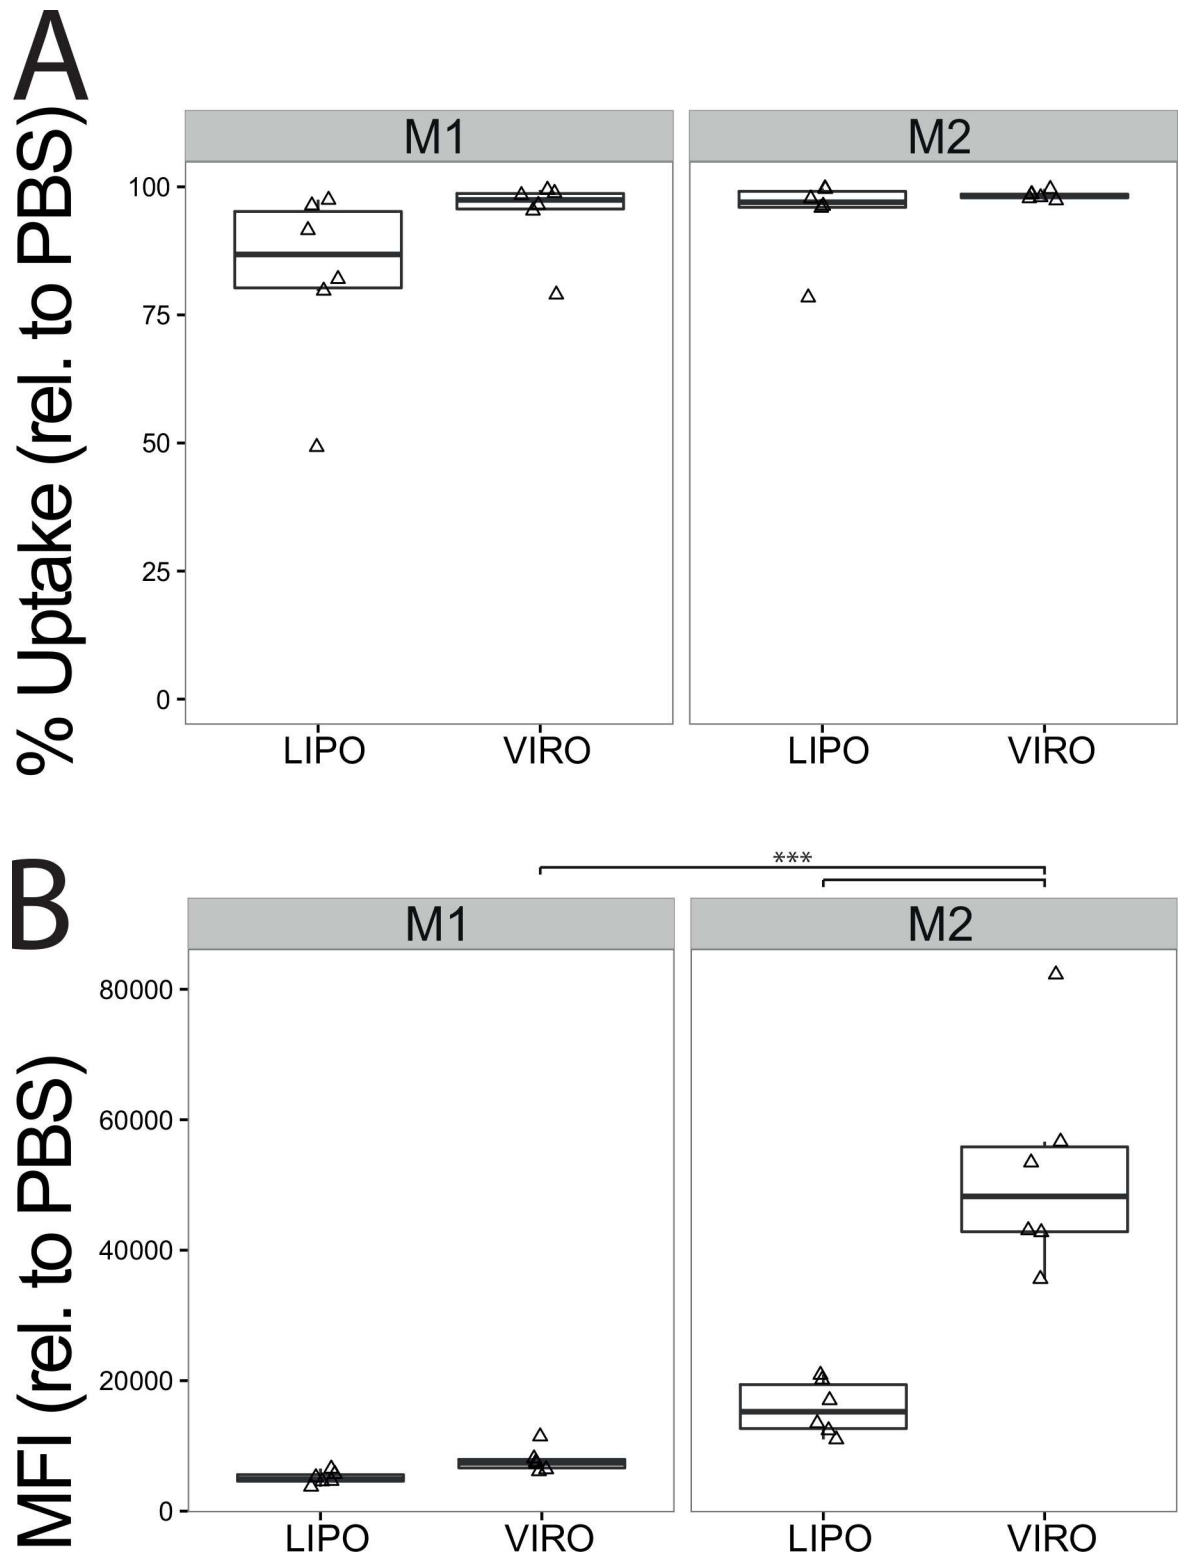 A
% Uptake (rel. to PBS)
M1
M2
100
75
50
25
0
LIPO
VIRO
LIPO
VIRO
B
MFI (rel. to PBS)
***
M1
M2
80000
60000
40000
20000
0
LIPO
VIRO
LIPO
VIRO